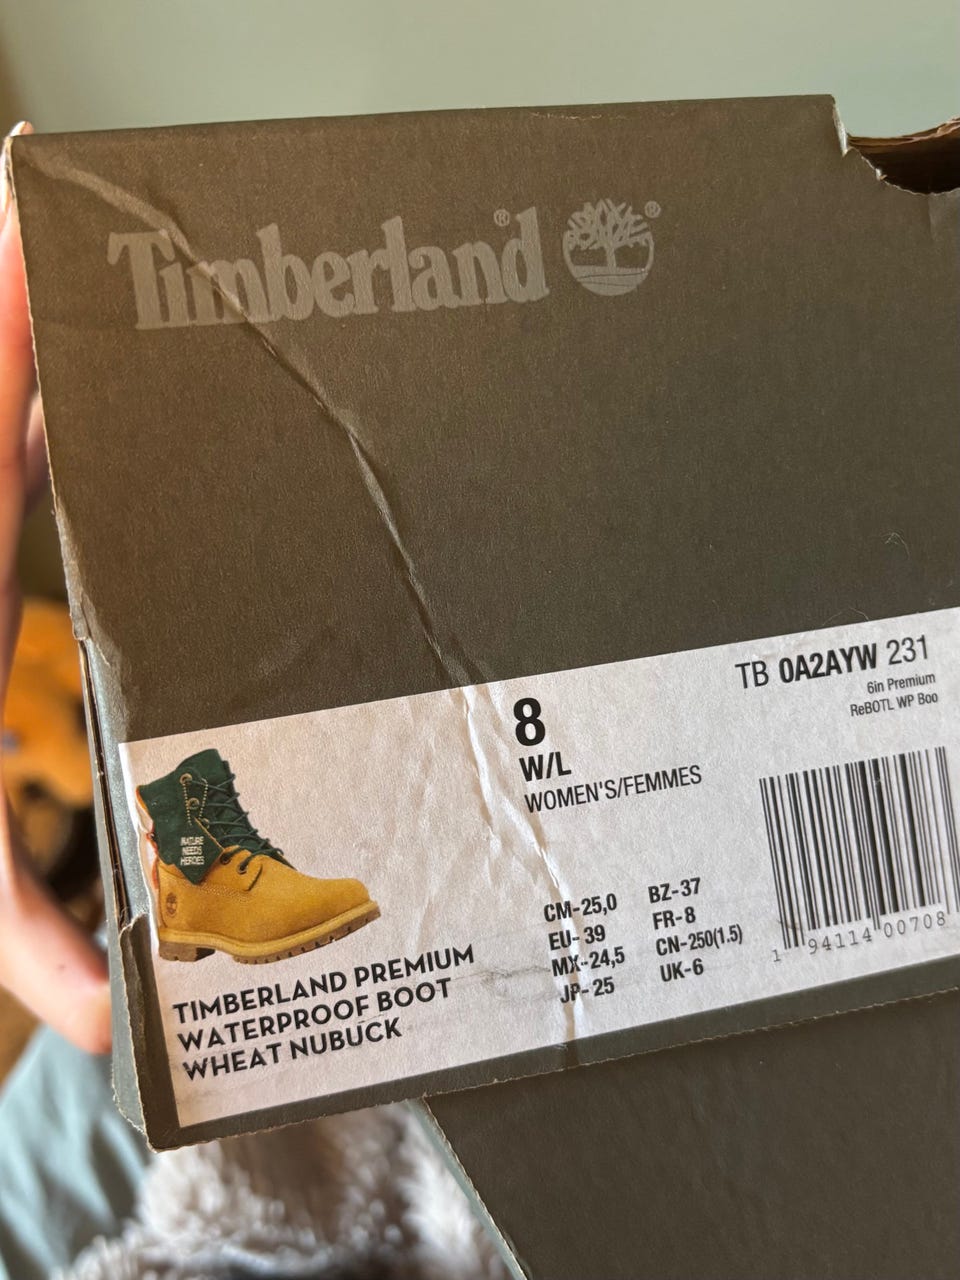 Timberland®
®
TB 0A2AYW 231
6in Premium
ReBOTL WP Boo
8
W/L
WOMEN'S/FEMMES
NATURE
NEEDS
HEROES
CM-25,0 BZ-37
EU-39 FR-8
MX-24,5 CN-250(1.5)
JP-25 UK-6
1 94114 00708
TIMBERLAND PREMIUM
WATERPROOF BOOT
WHEAT NUBUCK